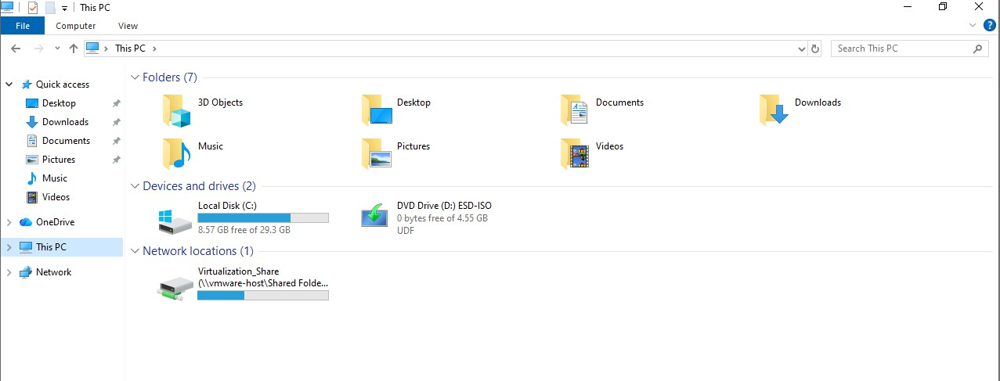 This PC
File
Computer
View
This PC
Search This PC
Quick access
Desktop
Downloads
Documents
Pictures
Music
Videos
OneDrive
This PC
Network
Folders (7)
3D Objects
Desktop
Documents
Downloads
Music
Pictures
Videos
Devices and drives (2)
Local Disk (C:)
8.57 GB free of 29.3 GB
DVD Drive (D:) ESD-ISO
0 bytes free of 4.55 GB
UDF
Network locations (1)
Virtualization_Share
(\\vmware-host\Shared Folde...